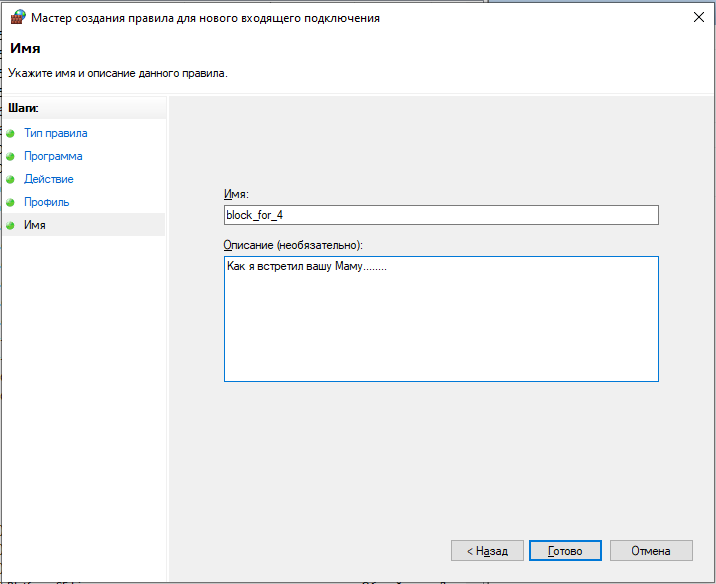 Мастер создания правила для нового входящего подключения
Имя
Укажите имя и описание данного правила.
Шаги:
Тип правила
Программа
Действие
Профиль
Имя
Имя:
block_for_4
Описание (необязательно):
Как я встретил вашу Маму........
< Назад
Готово
Отмена